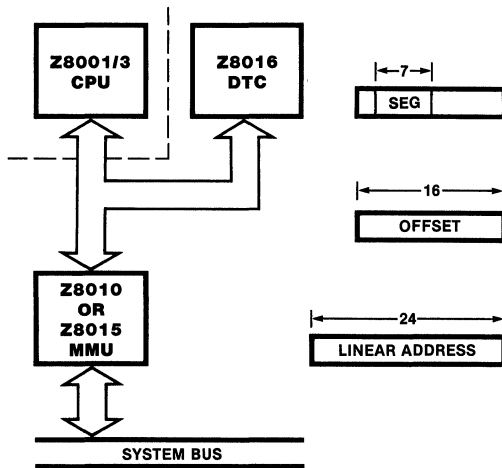 Z8001/3
CPU
Z8016
DTC
7
SEG
16
OFFSET
Z8010
OR
Z8015
MMU
24
LINEAR ADDRESS
SYSTEM BUS